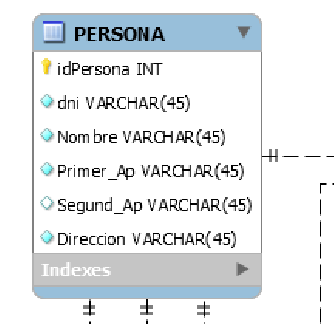 PERSONA
idPersona INT
dni VARCHAR(45)
Nombre VARCHAR(45)
Primer_Ap VARCHAR(45)
Segund_Ap VARCHAR(45)
Direccion VARCHAR(45)
Indexes